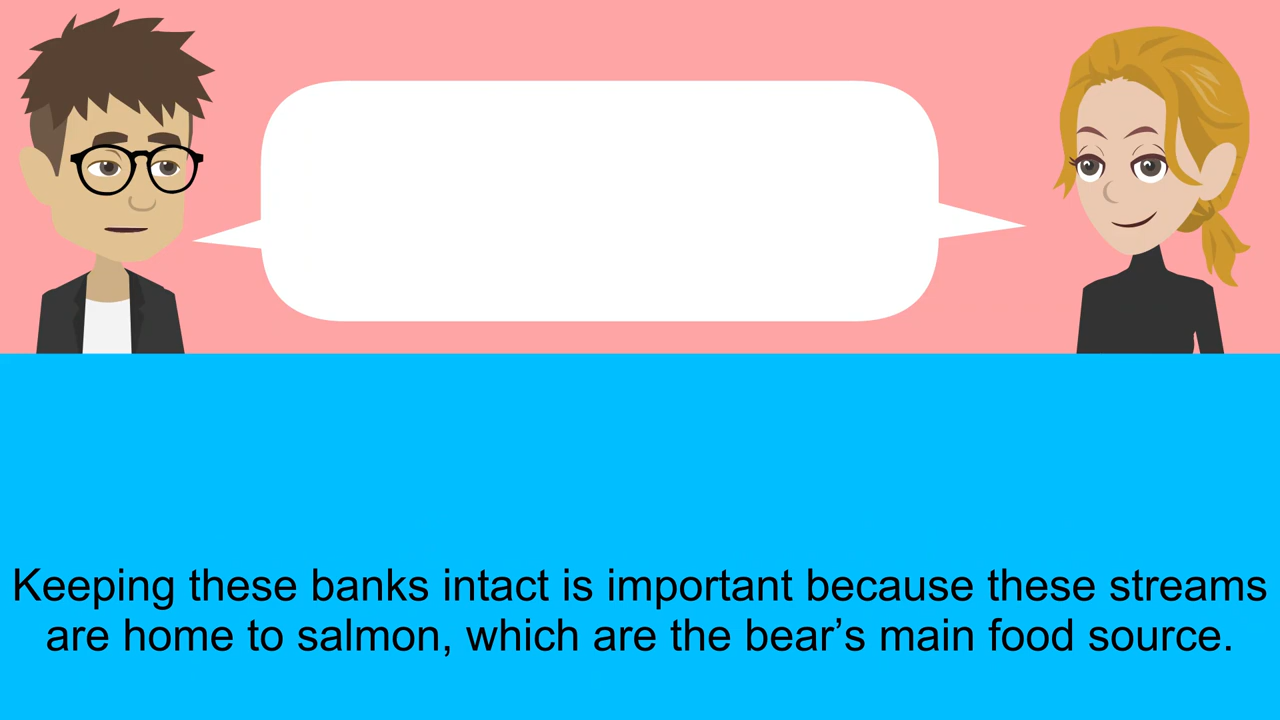 Keeping these banks intact is important because these streams
are home to salmon, which are the bear’s main food source.